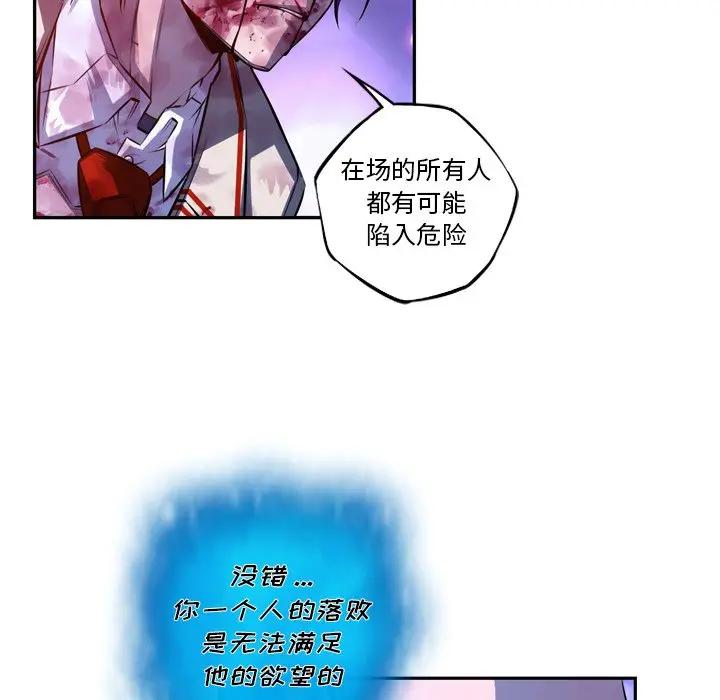 在场的所有人
都有可能
陷入危险
没错...
你一个人的落败
是无法满足
他的欲望的